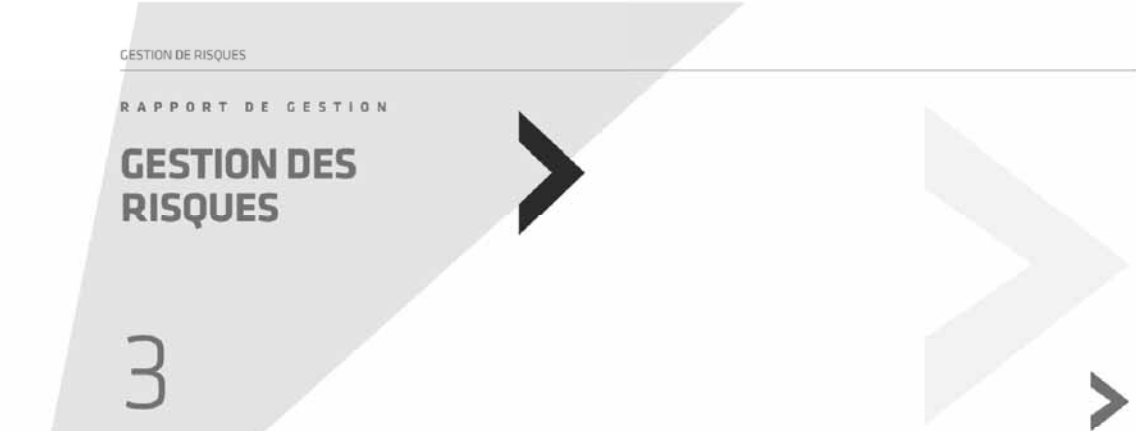 GESTION DE RISQUES
RAPPORT DE GESTION
GESTION DES
RISQUES
3